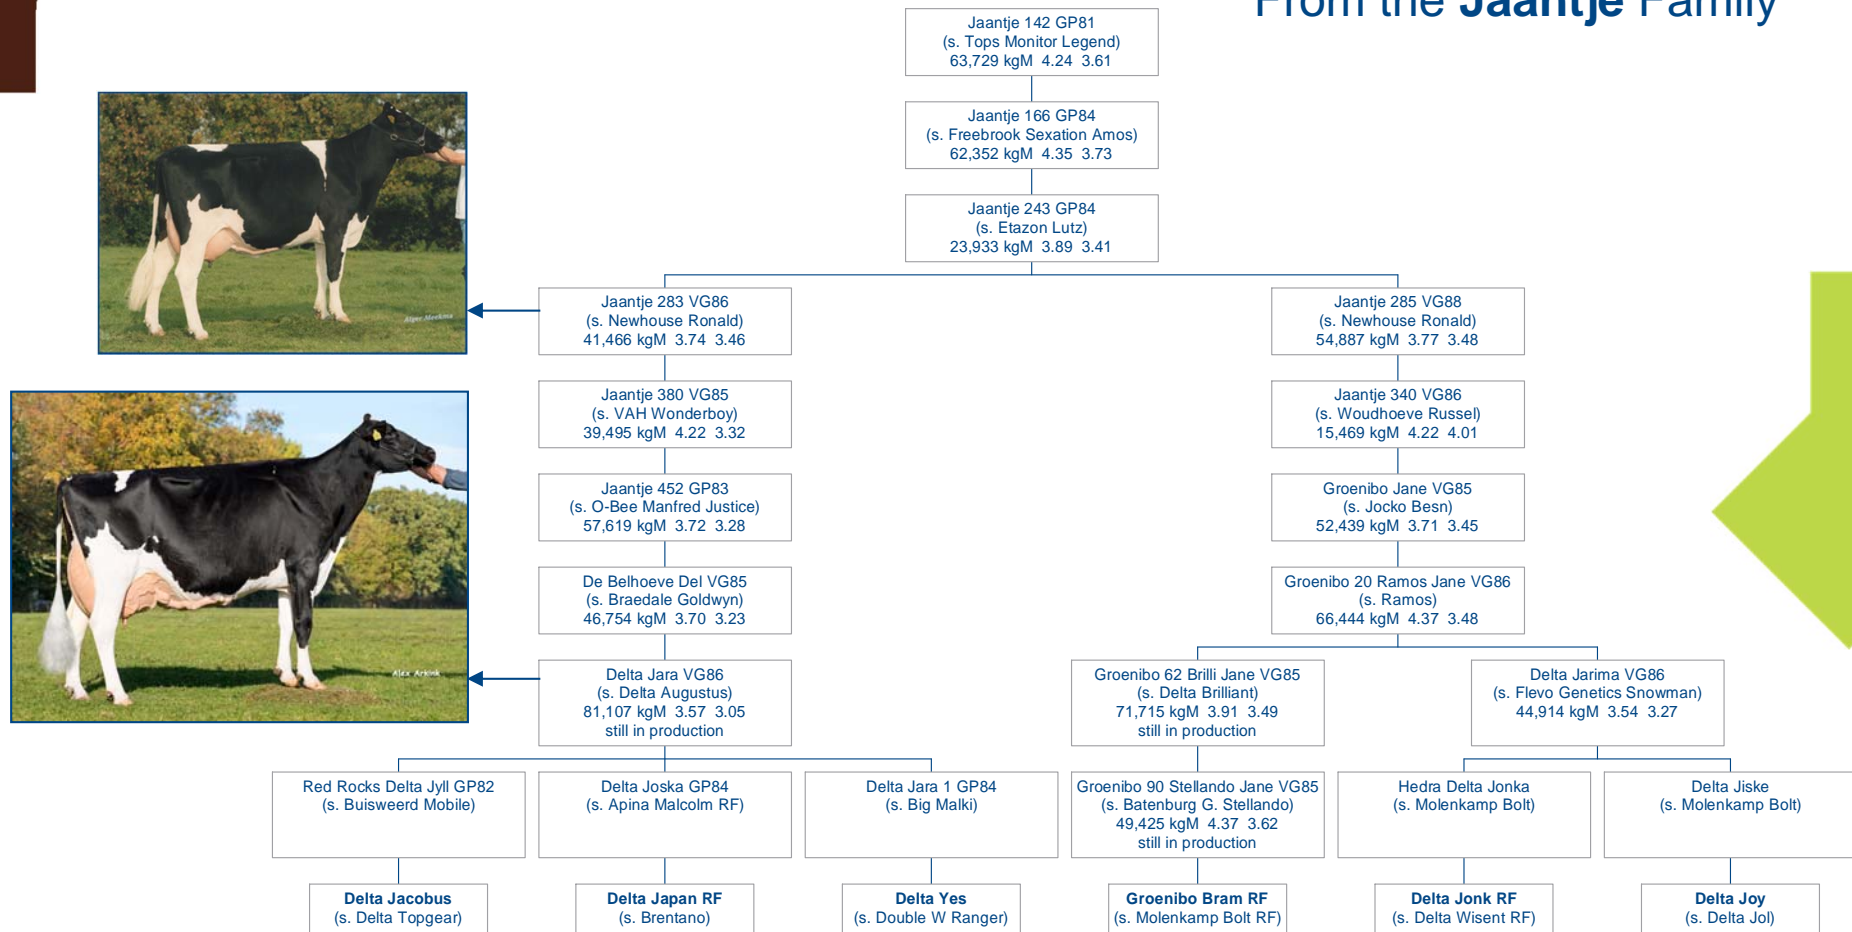 From the Jaantje Family
Jaantje 142 GP81
(s. Tops Monitor Legend)
63,729 kgM 4.24 3.61
Jaantje 166 GP84
(s. Freebrook Sexation Amos)
62,352 kgM 4.35 3.73
Jaantje 243 GP84
(s. Etazon Lutz)
23,933 kgM 3.89 3.41
Alger Meekma
Jaantje 283 VG86
(s. Newhouse Ronald)
41,466 kgM 3.74 3.46
Jaantje 285 VG88
(s. Newhouse Ronald)
54,887 kgM 3.77 3.48
Jaantje 380 VG85
(s. VAH Wonderboy)
39,495 kgM 4.22 3.32
Jaantje 340 VG86
(s. Woudhoeve Russel)
15,469 kgM 4.22 4.01
Jaantje 452 GP83
(s. O-Bee Manfred Justice)
57,619 kgM 3.72 3.28
Groenibo Jane VG85
(s. Jocko Besn)
52,439 kgM 3.71 3.45
De Belhoeve Del VG85
(s. Braedale Goldwyn)
46,754 kgM 3.70 3.23
Groenibo 20 Ramos Jane VG86
(s. Ramos)
66,444 kgM 4.37 3.48
Alex Arkink
Delta Jara VG86
(s. Delta Augustus)
81,107 kgM 3.57 3.05
still in production
Groenibo 62 Brilli Jane VG85
(s. Delta Brilliant)
71,715 kgM 3.91 3.49
still in production
Delta Jarima VG86
(s. Flevo Genetics Snowman)
44,914 kgM 3.54 3.27
Red Rocks Delta Jyll GP82
(s. Buisweerd Mobile)
Delta Joska GP84
(s. Apina Malcolm RF)
Delta Jara 1 GP84
(s. Big Malki)
Groenibo 90 Stellando Jane VG85
(s. Batenburg G. Stellando)
49,425 kgM 4.37 3.62
still in production
Hedra Delta Jonka
(s. Molenkamp Bolt)
Delta Jiske
(s. Molenkamp Bolt)
Delta Jacobus
(s. Delta Topgear)
Delta Japan RF
(s. Brentano)
Delta Yes
(s. Double W Ranger)
Groenibo Bram RF
(s. Molenkamp Bolt RF)
Delta Jonk RF
(s. Delta Wisent RF)
Delta Joy
(s. Delta Jol)